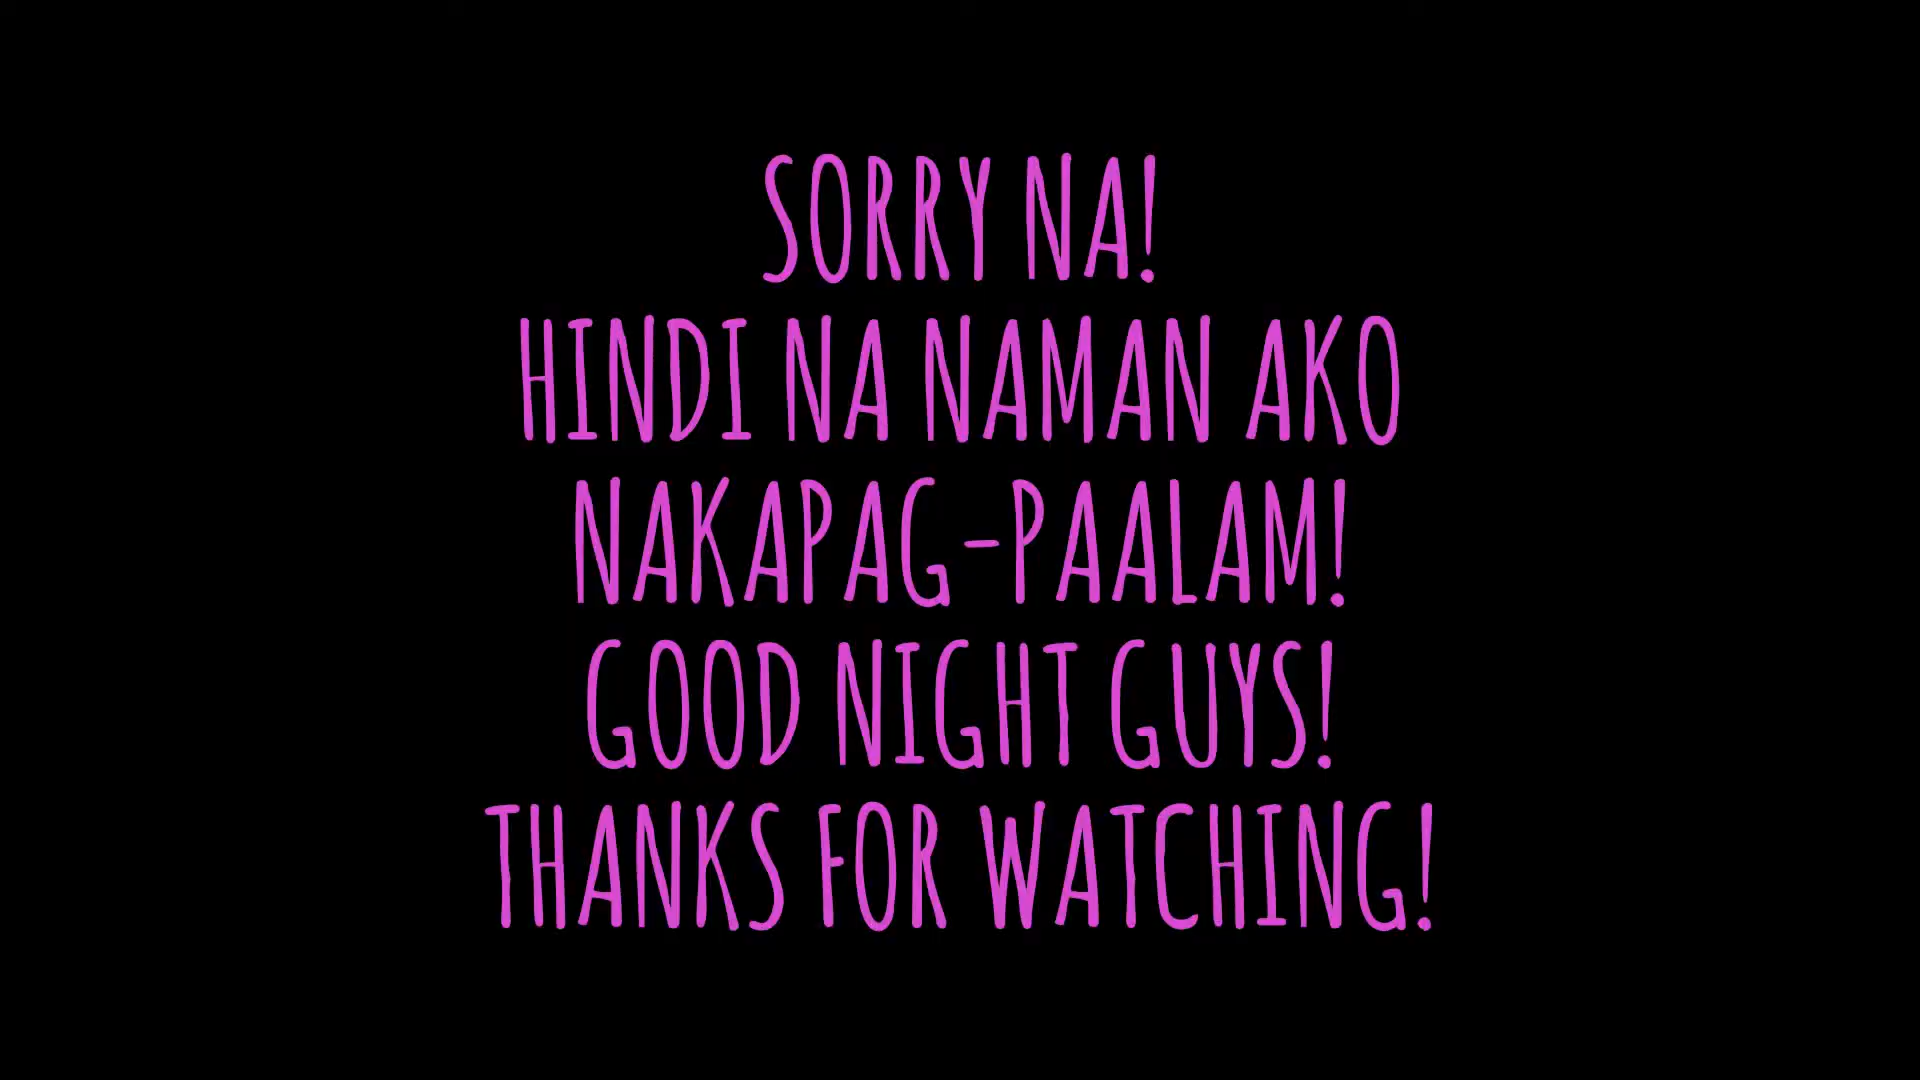 SORRY NA!
HINDI NA NAMAN AKO
NAKAPAG-PAALAM!
GOOD NIGHT GUYS!
THANKS FOR WATCHING!